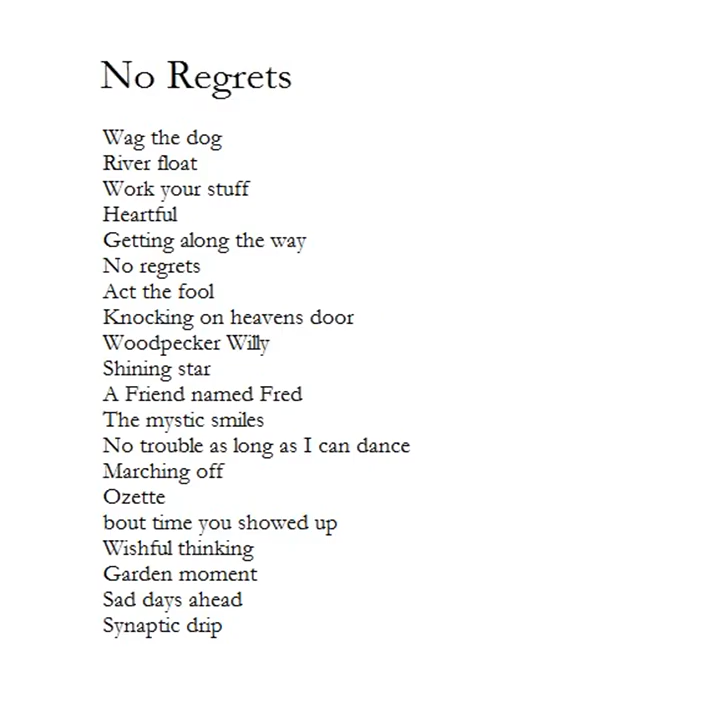 No Regrets
Wag the dog
River float
Work your stuff
Heartful
Getting along the way
No regrets
Act the fool
Knocking on heavens door
Woodpecker Willy
Shining star
A Friend named Fred
The mystic smiles
No trouble as long as I can dance
Marching off
Ozette
bout time you showed up
Wishful thinking
Garden moment
Sad days ahead
Synaptic drip